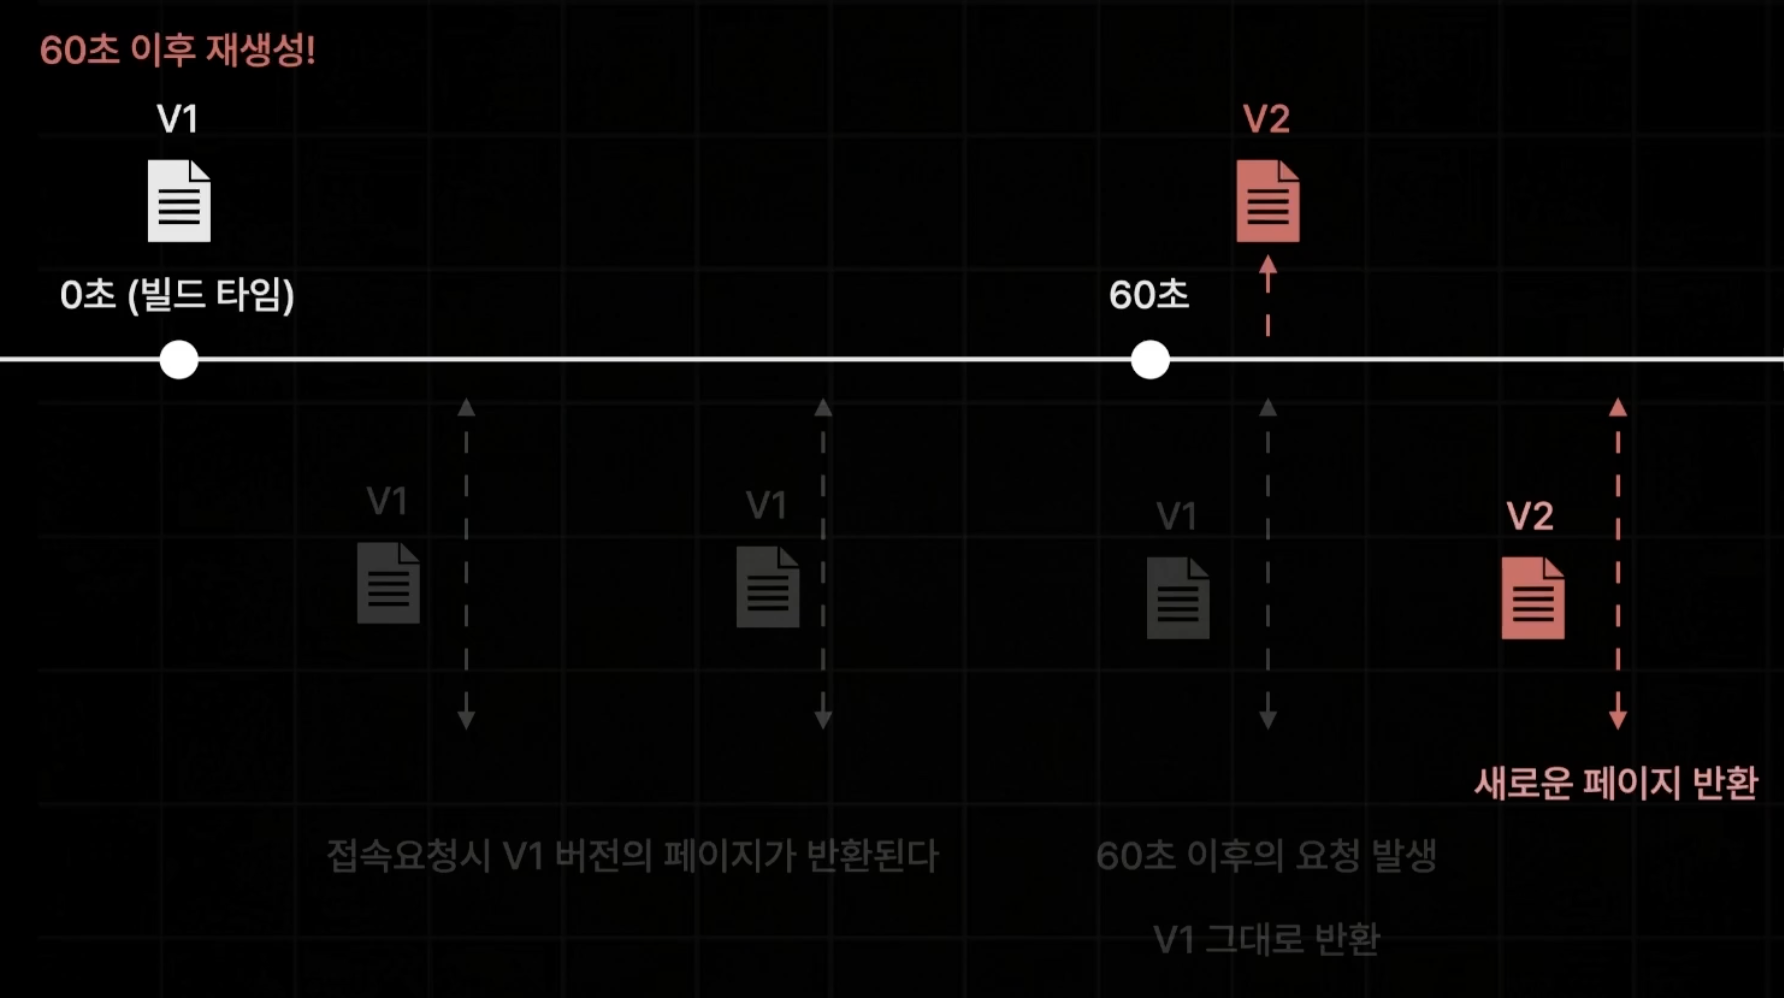 60초 이후 재생성!
V1
V2
0초 (빌드 타임)
60초
V1
V1
V1
V2
새로운 페이지 반환
접속요청시 V1 버전의 페이지가 반환된다
60초 이후의 요청 발생
V1 그대로 반환